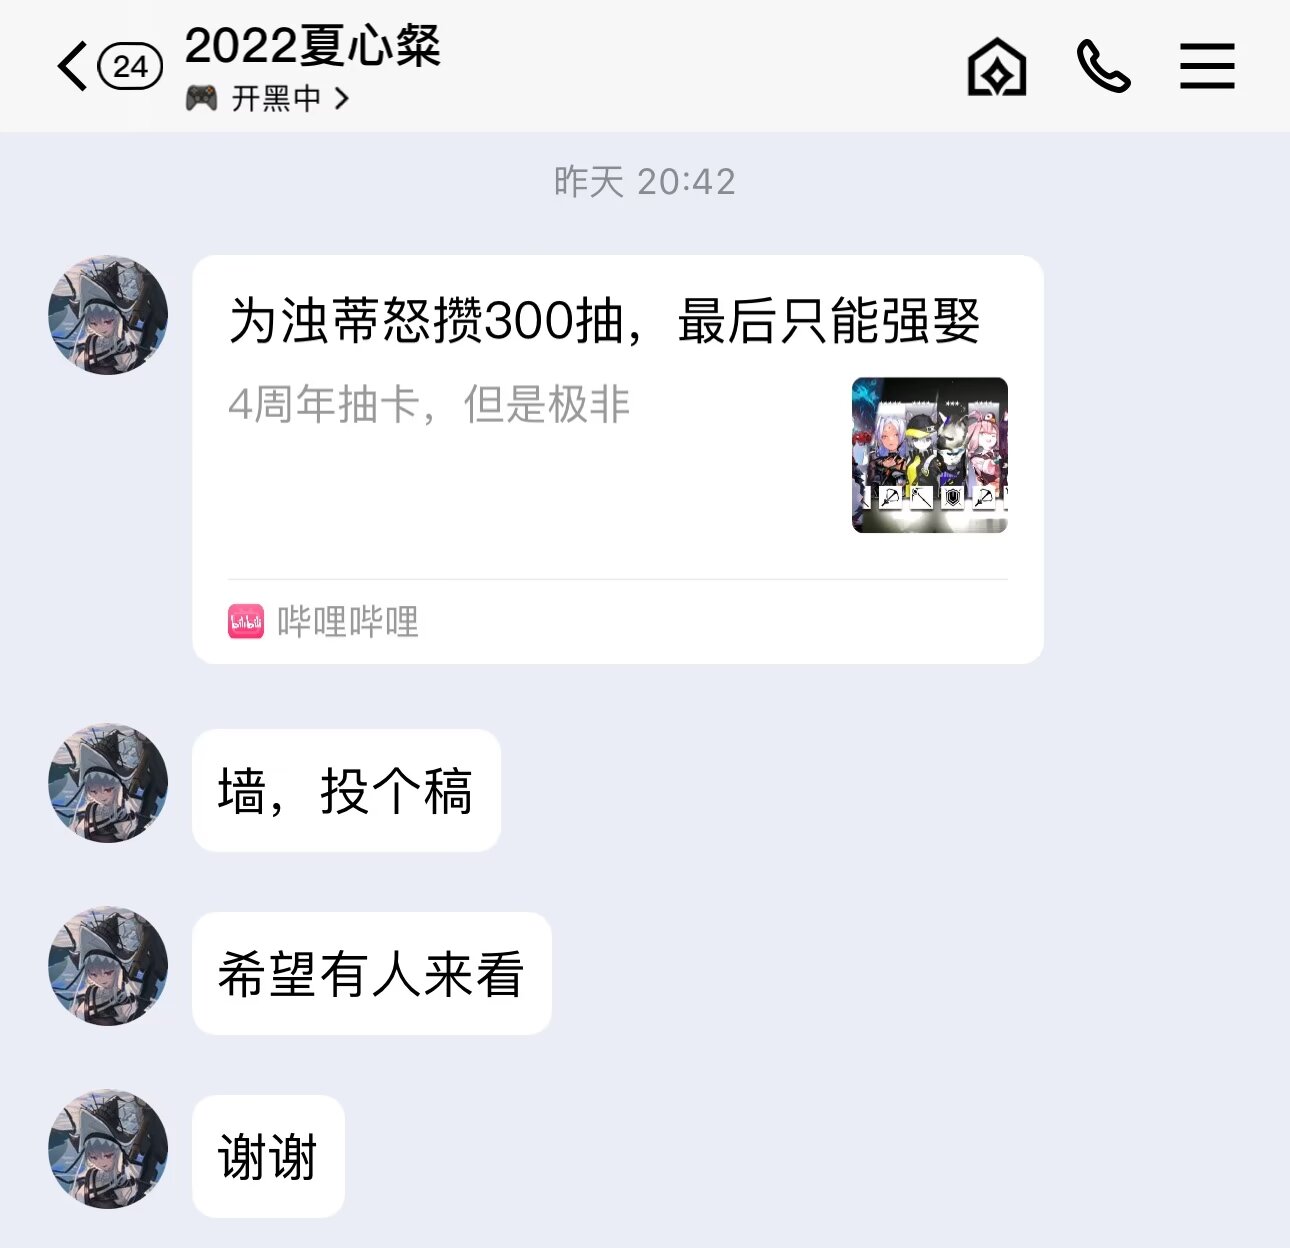 24
2022夏心粲
开黑中
昨天 20:42
为浊蒂怒攒300抽，最后只能强娶
4周年抽卡，但是极非
bilibili
哔哩哔哩
墙，投个稿
希望有人来看
谢谢